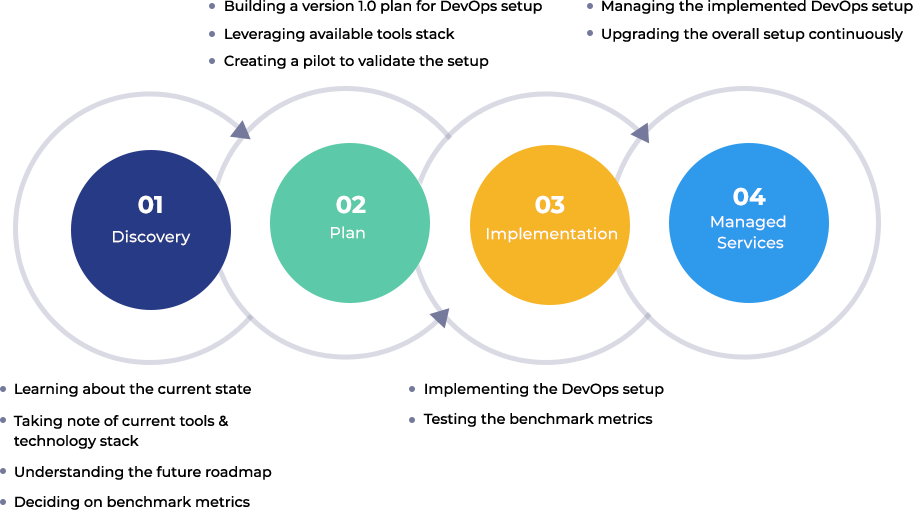 Building a version 1.0 plan for DevOps setup
Leveraging available tools stack
Creating a pilot to validate the setup
Managing the implemented DevOps setup
Upgrading the overall setup continuously
01
Discovery
02
Plan
03
Implementation
04
Managed
Services
Learning about the current state
Taking note of current tools &
technology stack
Understanding the future roadmap
Deciding on benchmark metrics
Implementing the DevOps setup
Testing the benchmark metrics